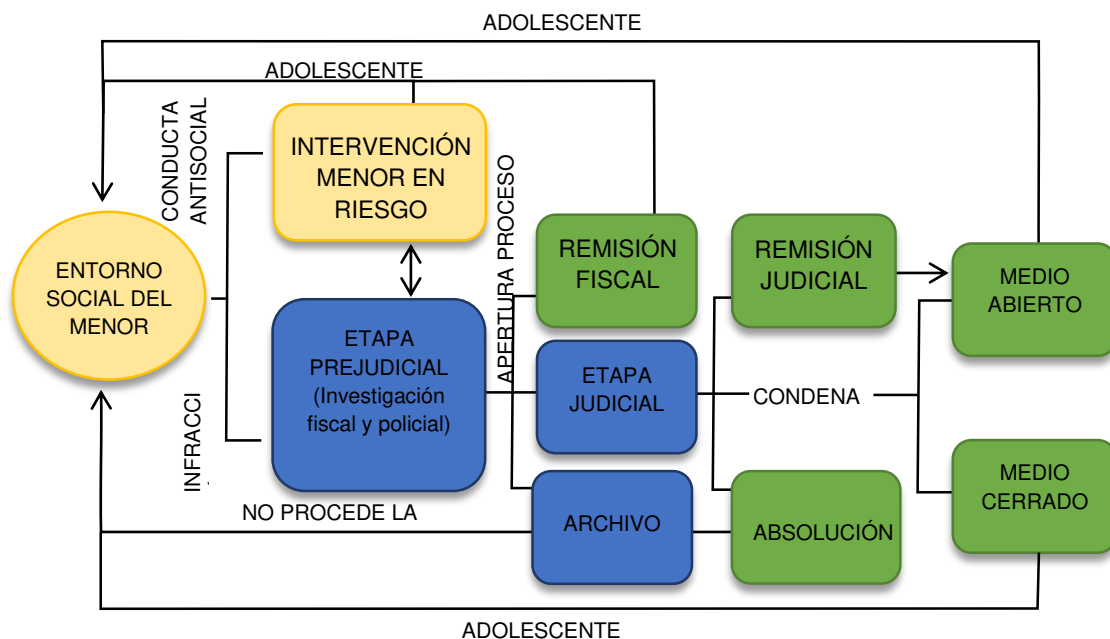 ADOLESCENTE
ADOLESCENTE
CONDUCTA
ANTISOCIAL
INTERVENCIÓN
MENOR EN
RIESGO
ENTORNO
SOCIAL DEL
MENOR
APERTURA PROCESO
REMISIÓN
FISCAL
REMISIÓN
JUDICIAL
MEDIO
ABIERTO
ETAPA
PREJUDICIAL
(Investigación
fiscal y policial)
ETAPA
JUDICIAL
CONDENA
INFRACCI
MEDIO
CERRADO
NO PROCEDE LA
ARCHIVO
ABSOLUCIÓN
ADOLESCENTE